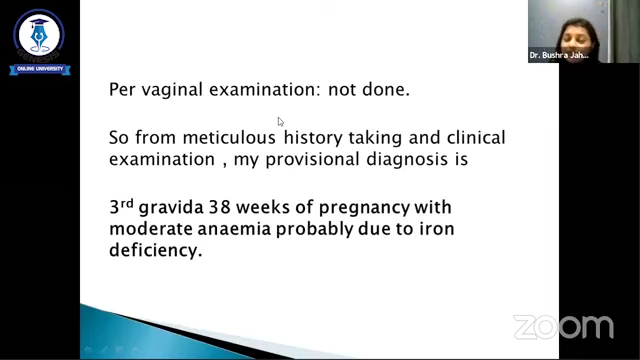 ONLINE UNIVERSITY
Dr. Bushra Jah...
Per vaginal examination: not done.
So from meticulous history taking and clinical
examination , my provisional diagnosis is
3rd gravida 38 weeks of pregnancy with
moderate anaemia probably due to iron
deficiency.
zoom